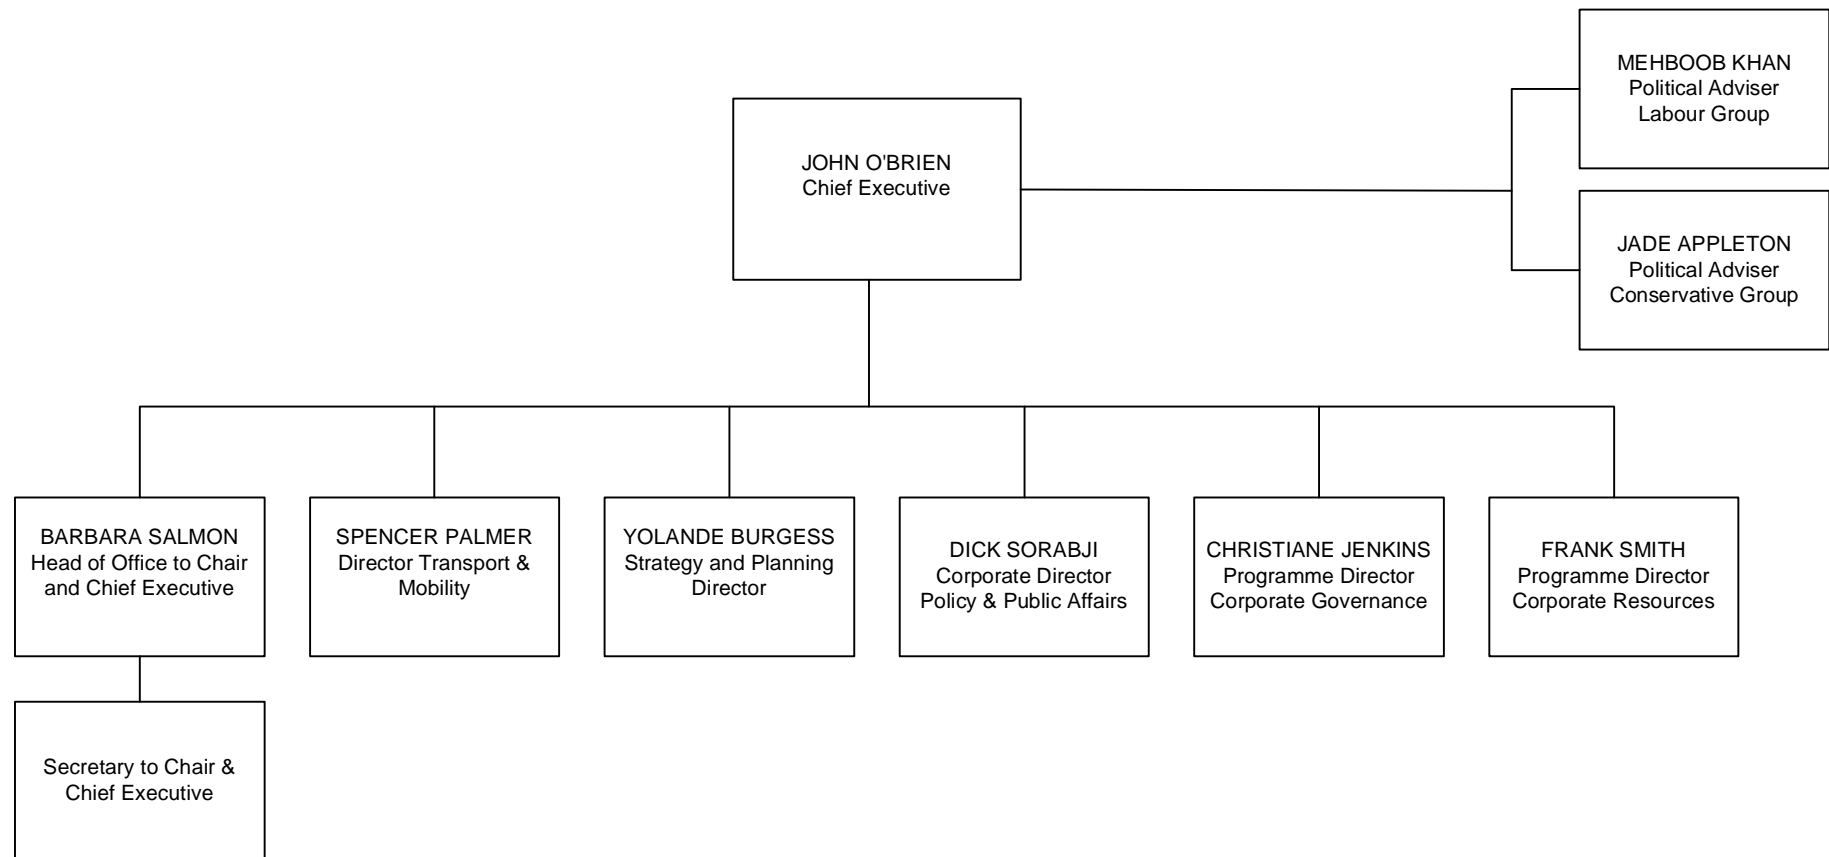 MEHBOOB KHAN
Political Adviser
Labour Group
JOHN O'BRIEN
Chief Executive
JADE APPLETON
Political Adviser
Conservative Group
BARBARA SALMON
Head of Office to Chair
and Chief Executive
SPENCER PALMER
Director Transport &
Mobility
YOLANDE BURGESS
Strategy and Planning
Director
DICK SORABJI
Corporate Director
Policy & Public Affairs
CHRISTIANE JENKINS
Programme Director
Corporate Governance
FRANK SMITH
Programme Director
Corporate Resources
Secretary to Chair &
Chief Executive